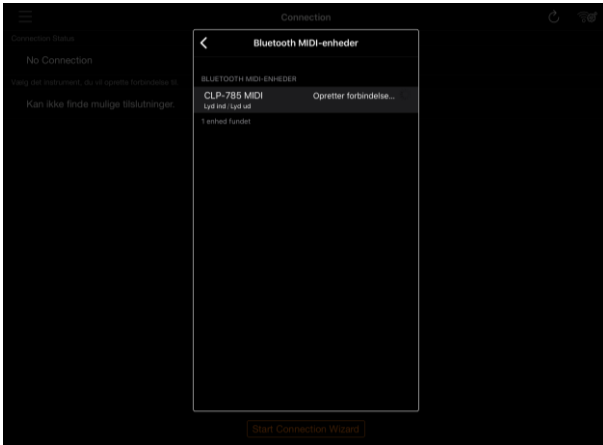 Connection
Connection Status
No Connection
Vælg det instrument, du vil oprette forbindelse til.
Kan ikke finde mulige tilslutninger.
Bluetooth MIDI-enheder
BLUETOOTH MIDI-ENHEDER
CLP-785 MIDI Opretter forbindelse...
Lyd ind / Lyd ud
1 enhed fundet
Start Connection Wizard